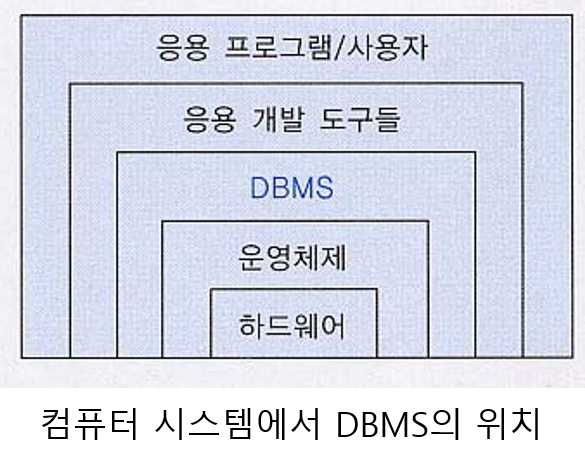 응용 프로그램/사용자
응용 개발 도구들
DBMS
운영체제
하드웨어
컴퓨터 시스템에서 DBMS의 위치